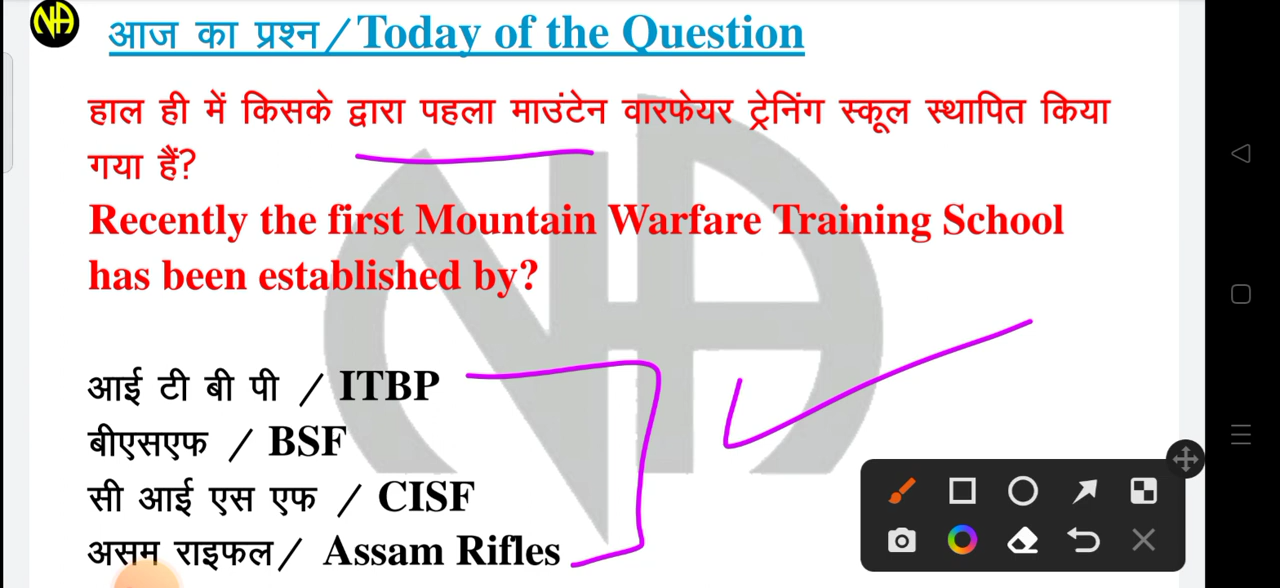 NA
आज का प्रश्न/Today of the Question
हाल ही में किसके द्वारा पहला माउंटेन वारफेयर ट्रेनिंग स्कूल स्थापित किया
गया हैं?
Recently the first Mountain Warfare Training School
has been established by?
आई टी बी पी / ITBP
बीएसएफ / BSF
सी आई एस एफ / CISF
असम राइफल/ Assam Rifles